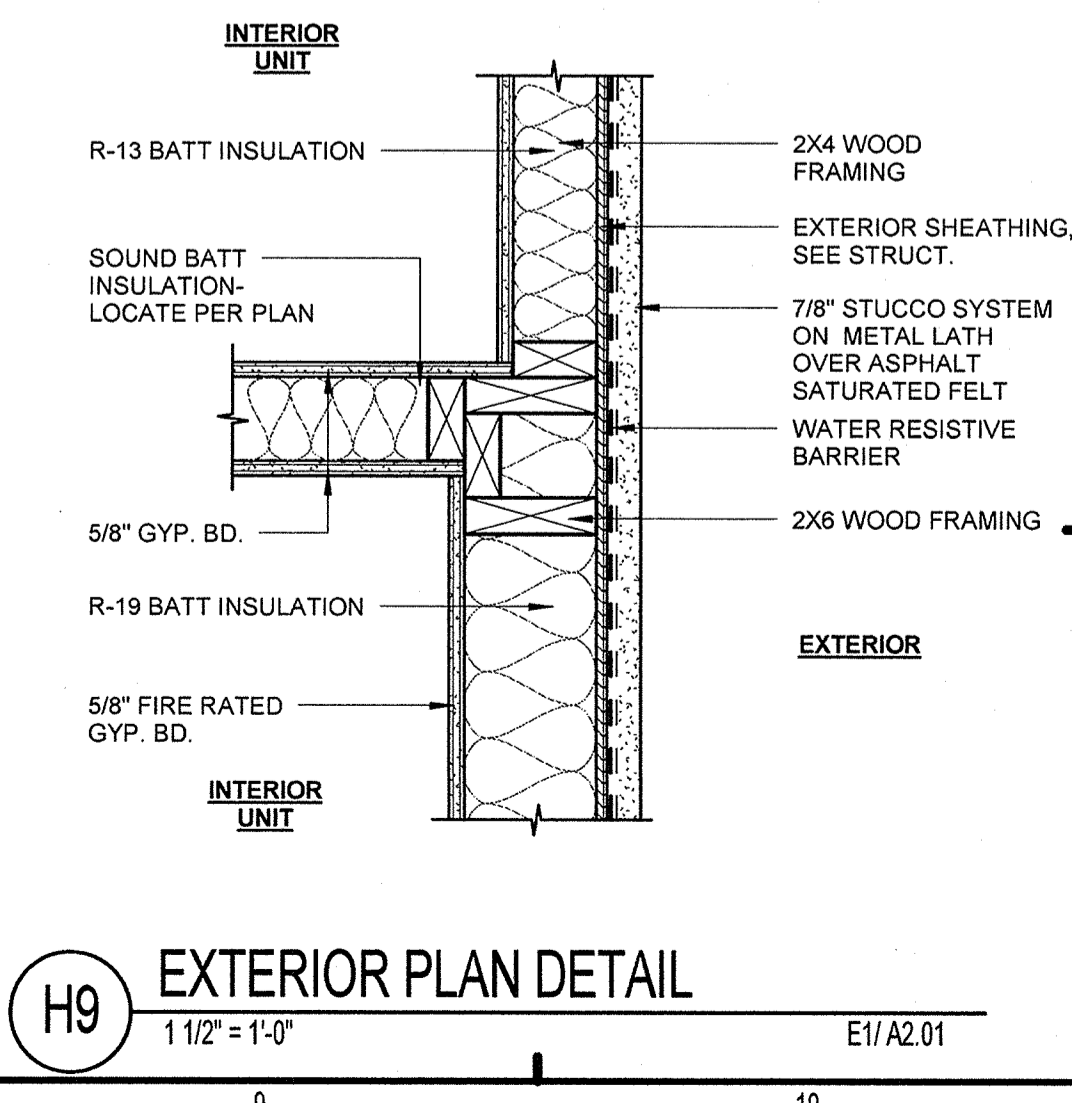 INTERIOR
UNIT
R-13 BATT INSULATION
2X4 WOOD
FRAMING
EXTERIOR SHEATHING,
SEE STRUCT.
SOUND BATT
INSULATION-
LOCATE PER PLAN
7/8" STUCCO SYSTEM
ON METAL LATH
OVER ASPHALT
SATURATED FELT
WATER RESISTIVE
BARRIER
5/8" GYP. BD.
2X6 WOOD FRAMING
R-19 BATT INSULATION
EXTERIOR
5/8" FIRE RATED
GYP. BD.
INTERIOR
UNIT
H9
EXTERIOR PLAN DETAIL
1 1/2" = 1'-0"
E1/ A2.01